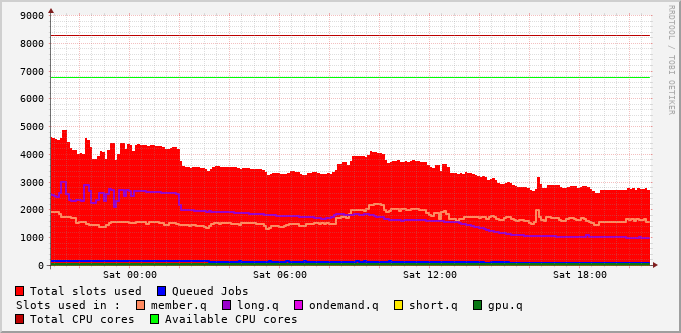 RRDTOOL / TOBI OETIKER
9000
8000
7000
6000
5000
4000
3000
2000
1000
0
Sat 00:00 Sat 06:00 Sat 12:00 Sat 18:00
Total slots used Queued Jobs
Slots used in : member.q long.q ondemand.q short.q gpu.q
Total CPU cores Available CPU cores